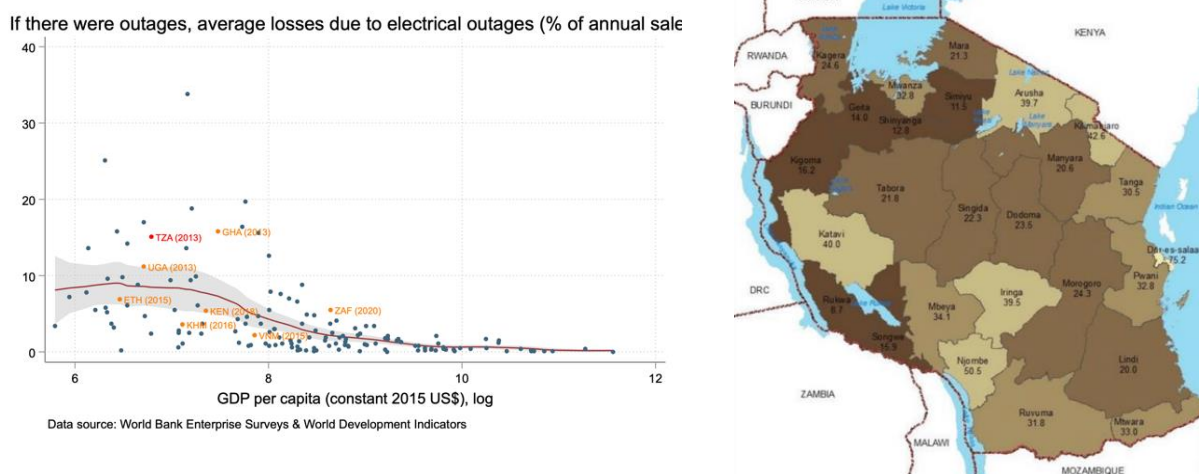 If there were outages, average losses due to electrical outages (% of annual sale
40
30
20
10
0
TZA (2013)
GHA (2013)
UGA (2013)
ETH (2015)
KEN (2018)
ZAF (2020)
KHM (2016)
VNM (2015)
6
8
10
12
GDP per capita (constant 2015 US$), log
Data source: World Bank Enterprise Surveys & World Development Indicators
Lake Victoria
KENYA
RWANDA
BURUNDI
DRC
ZAMBIA
MALAWI
MOZAMBIQUE
Indian Ocean
Kagera
24.6
Mara
21.3
Mwanza
32.8
Simiyu
11.5
Arusha
39.7
Geita
14.0
Shinyanga
12.8
Kilimanjaro
42.6
Kigoma
16.2
Manyara
20.6
Tanga
30.5
Tabora
21.8
Singida
22.3
Dodoma
23.5
Katavi
40.0
Dar-es-salaa
75.2
Pwani
32.8
Morogoro
24.3
Iringa
39.5
Rukwa
8.7
Mbeya
34.1
Songwe
15.9
Njombe
50.5
Lindi
20.0
Ruvuma
31.8
Mtwara
33.0